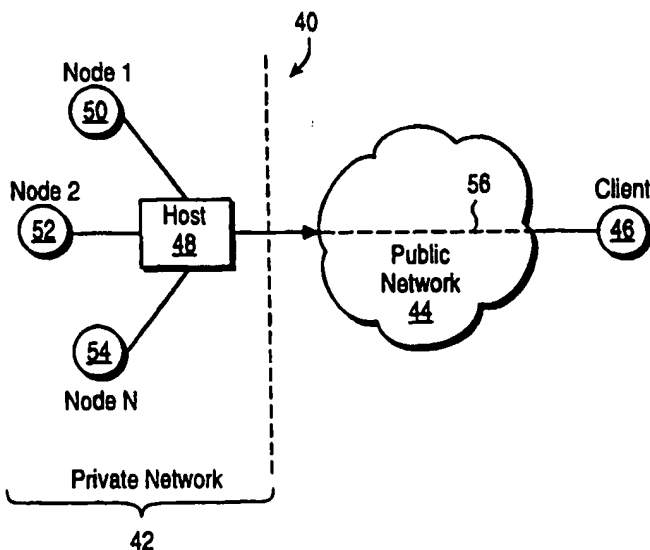 40
Node 1
50
Node 2
52
Host
48
56
Client
46
Public
Network
44
54
Node N
Private Network
42